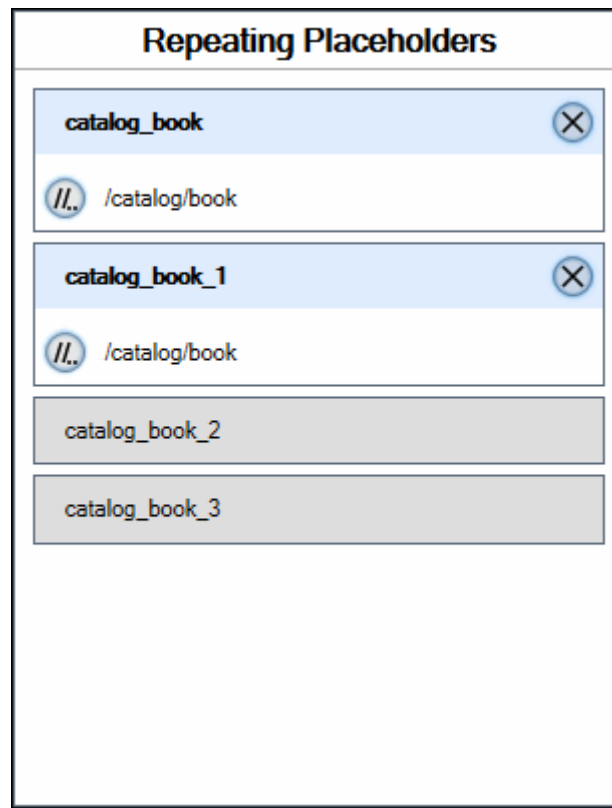 Repeating Placeholders
catalog_book
//.. /catalog/book
catalog_book_1
//.. /catalog/book
catalog_book_2
catalog_book_3